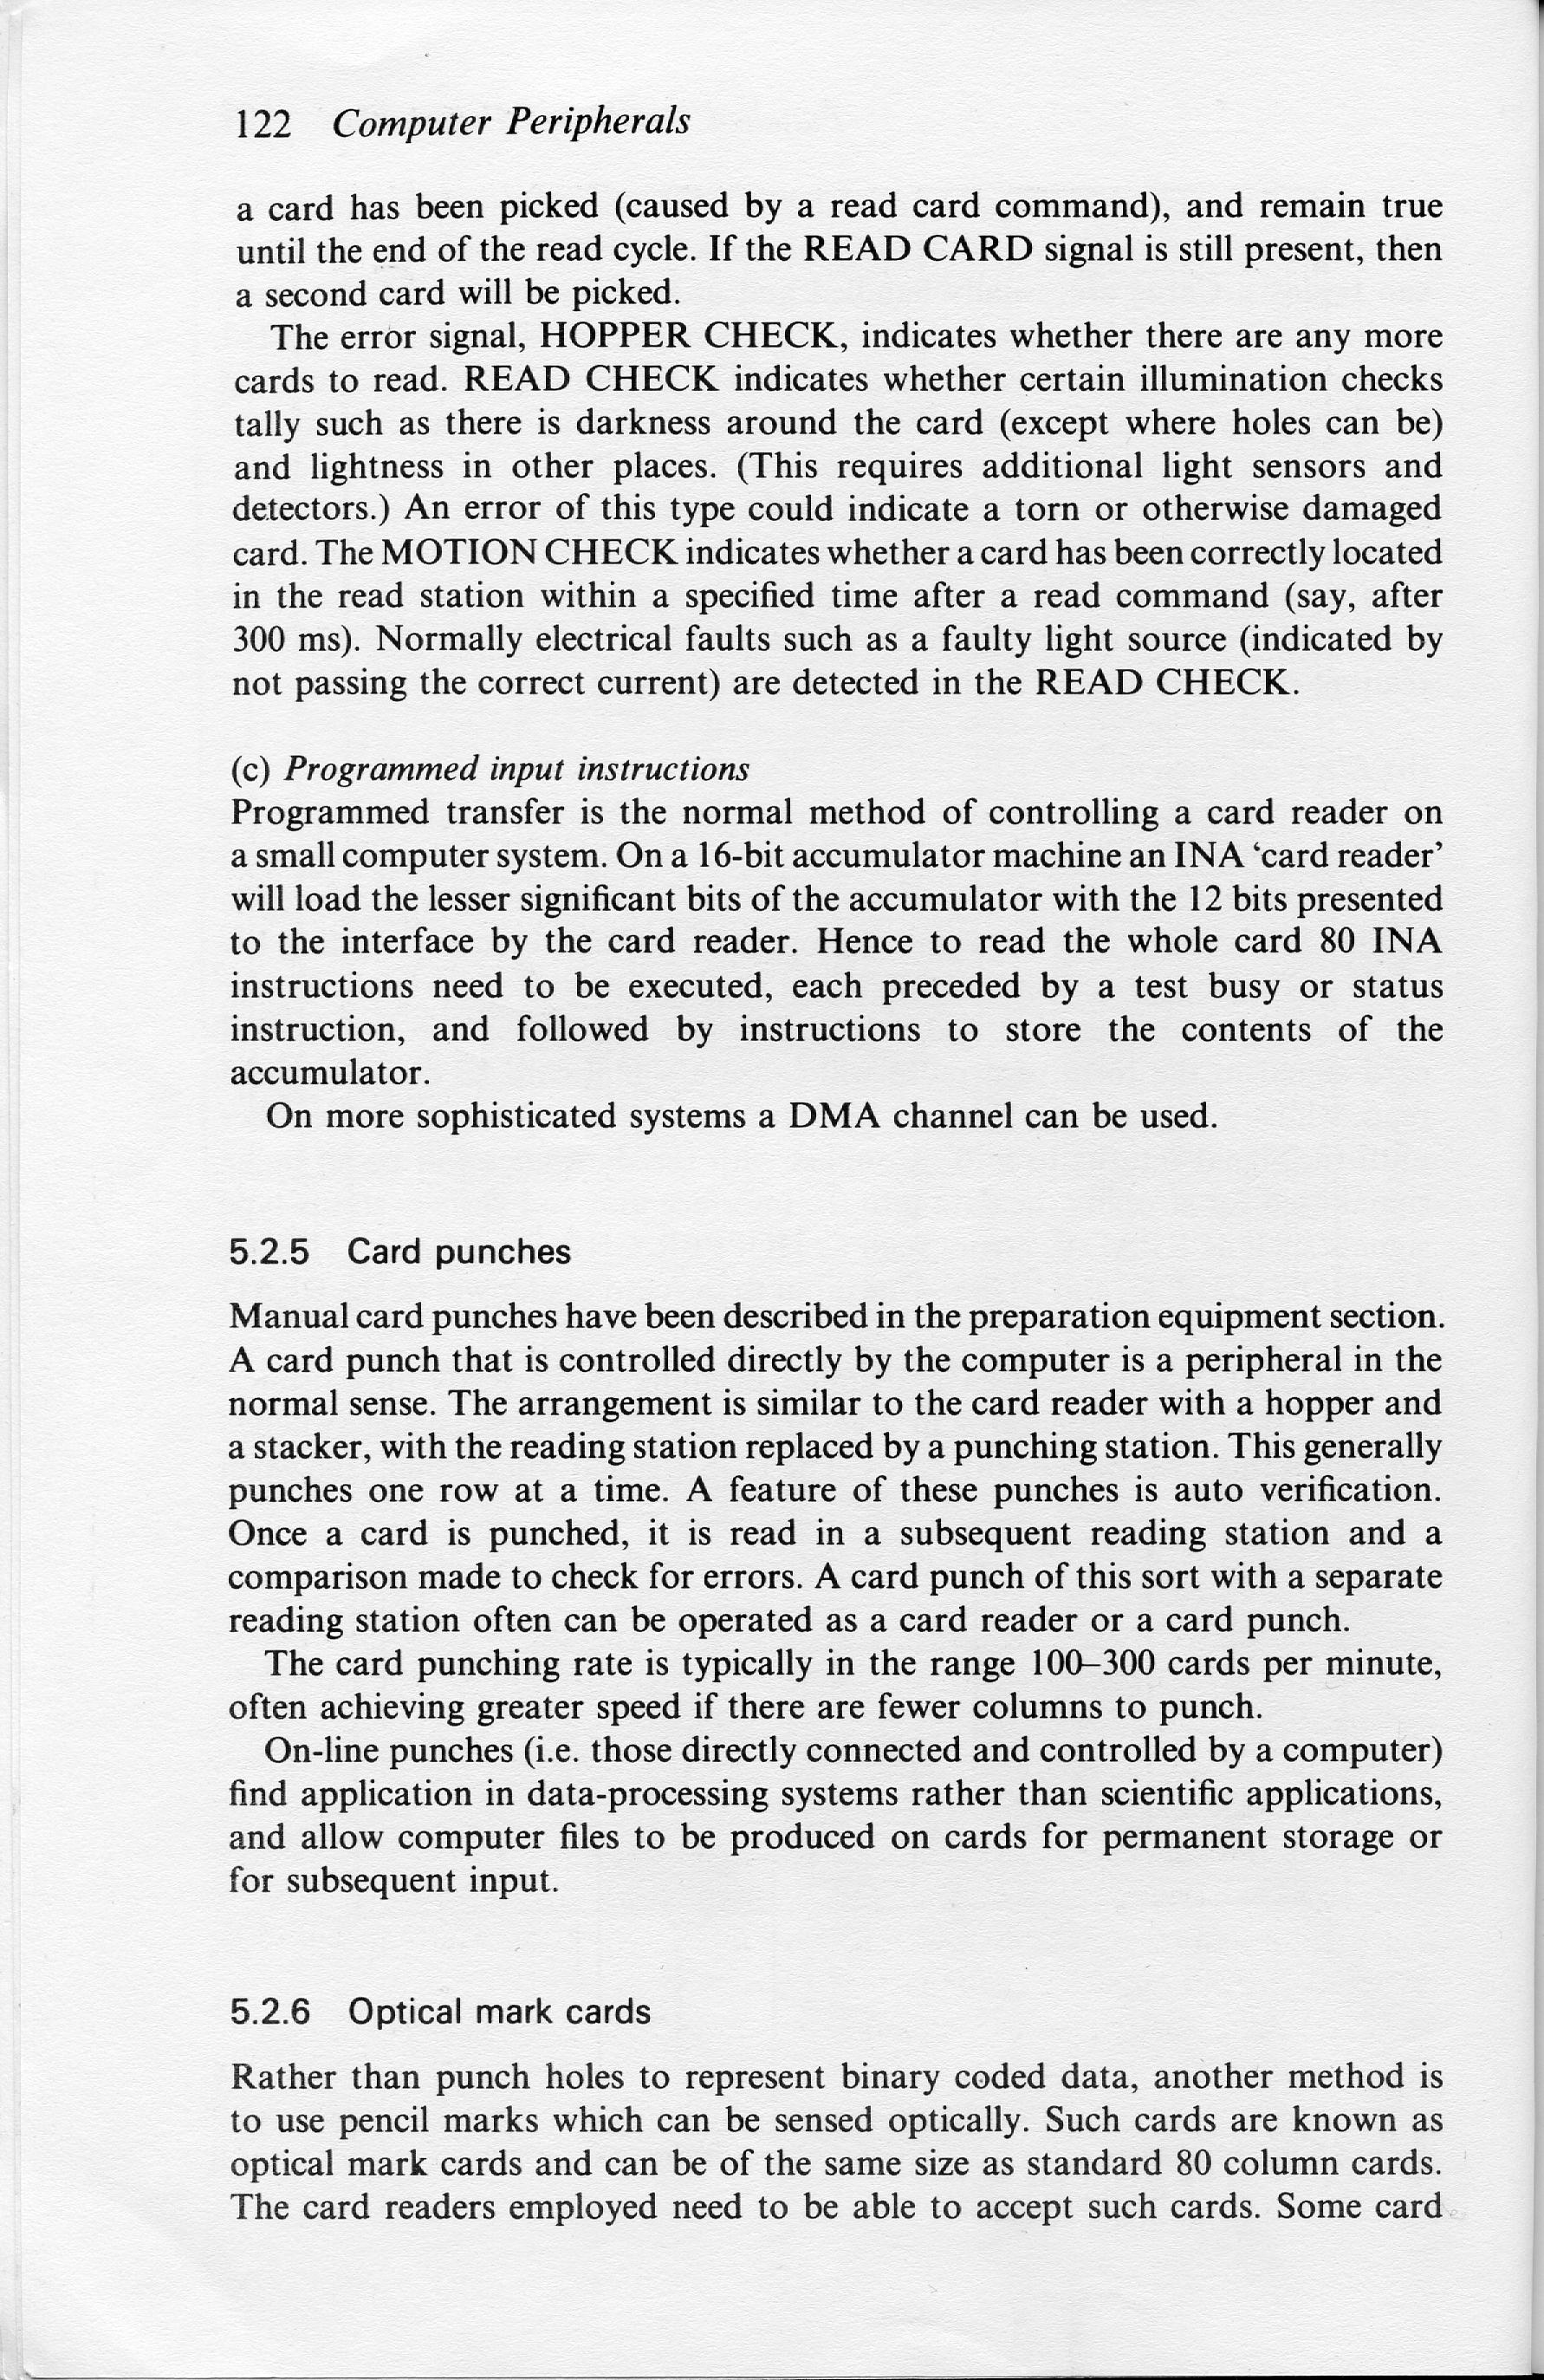 122 Computer Peripherals
a card has been picked (caused by a read card command), and remain true
until the end of the read cycle. If the READ CARD signal is still present, then
a second card will be picked.
The error signal, HOPPER CHECK, indicates whether there are any more
cards to read. READ CHECK indicates whether certain illumination checks
tally such as there is darkness around the card (except where holes can be)
and lightness in other places. (This requires additional light sensors and
detectors.) An error of this type could indicate a torn or otherwise damaged
card. The MOTION CHECK indicates whether a card has been correctly located
in the read station within a specified time after a read command (say, after
300 ms). Normally electrical faults such as a faulty light source (indicated by
not passing the correct current) are detected in the READ CHECK.
(c) Programmed input instructions
Programmed transfer is the normal method of controlling a card reader on
a small computer system. On a 16-bit accumulator machine an INA ‘card reader’
will load the lesser significant bits of the accumulator with the 12 bits presented
to the interface by the card reader. Hence to read the whole card 80 INA
instructions need to be executed, each preceded by a test busy or status
instruction, and followed by instructions to store the contents of the
accumulator.
On more sophisticated systems a DMA channel can be used.
5.2.5 Card punches
Manual card punches have been described in the preparation equipment section.
A card punch that is controlled directly by the computer is a peripheral in the
normal sense. The arrangement is similar to the card reader with a hopper and
a stacker, with the reading station replaced by a punching station. This generally
punches one row at a time. A feature of these punches is auto verification.
Once a card is punched, it is read in a subsequent reading station and a
comparison made to check for errors. A card punch of this sort with a separate
reading station often can be operated as a card reader or a card punch.
The card punching rate is typically in the range 100–300 cards per minute,
often achieving greater speed if there are fewer columns to punch.
On-line punches (i.e. those directly connected and controlled by a computer)
find application in data-processing systems rather than scientific applications,
and allow computer files to be produced on cards for permanent storage or
for subsequent input.
5.2.6 Optical mark cards
Rather than punch holes to represent binary coded data, another method is
to use pencil marks which can be sensed optically. Such cards are known as
optical mark cards and can be of the same size as standard 80 column cards.
The card readers employed need to be able to accept such cards. Some card